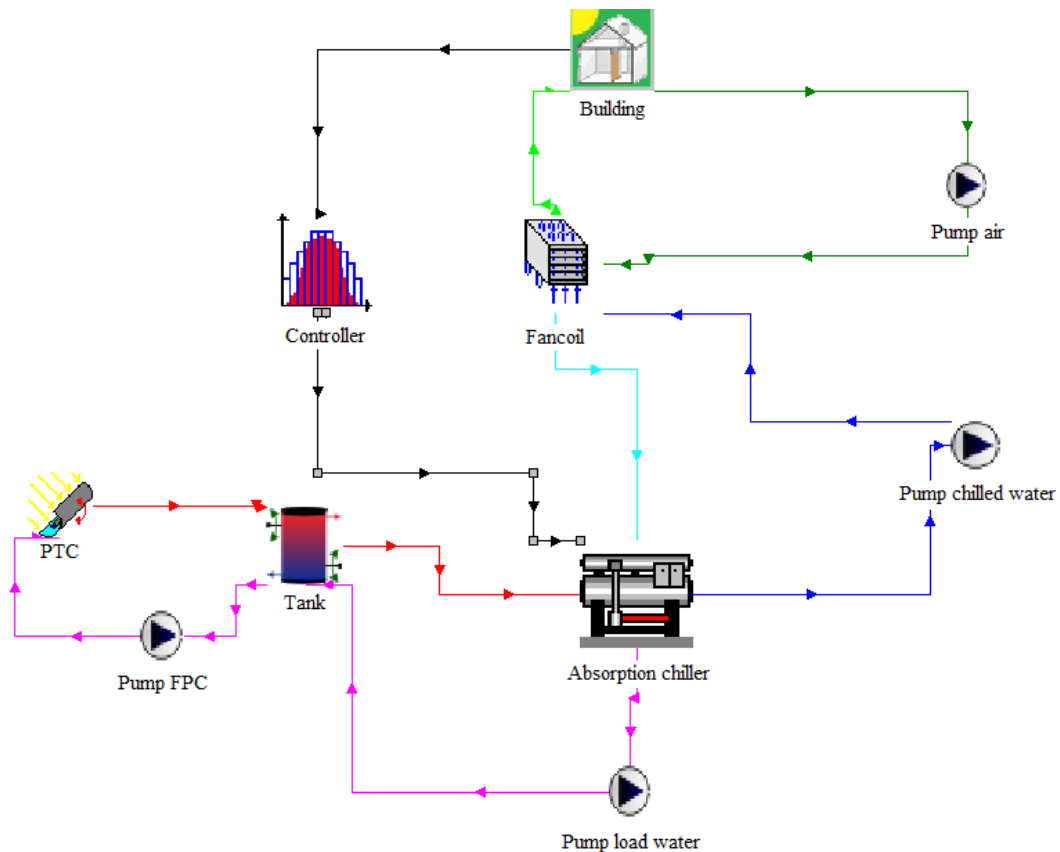 Building
Pump air
Controller
Fancoil
Pump chilled water
PTC
Tank
Absorption chiller
Pump FPC
Pump load water